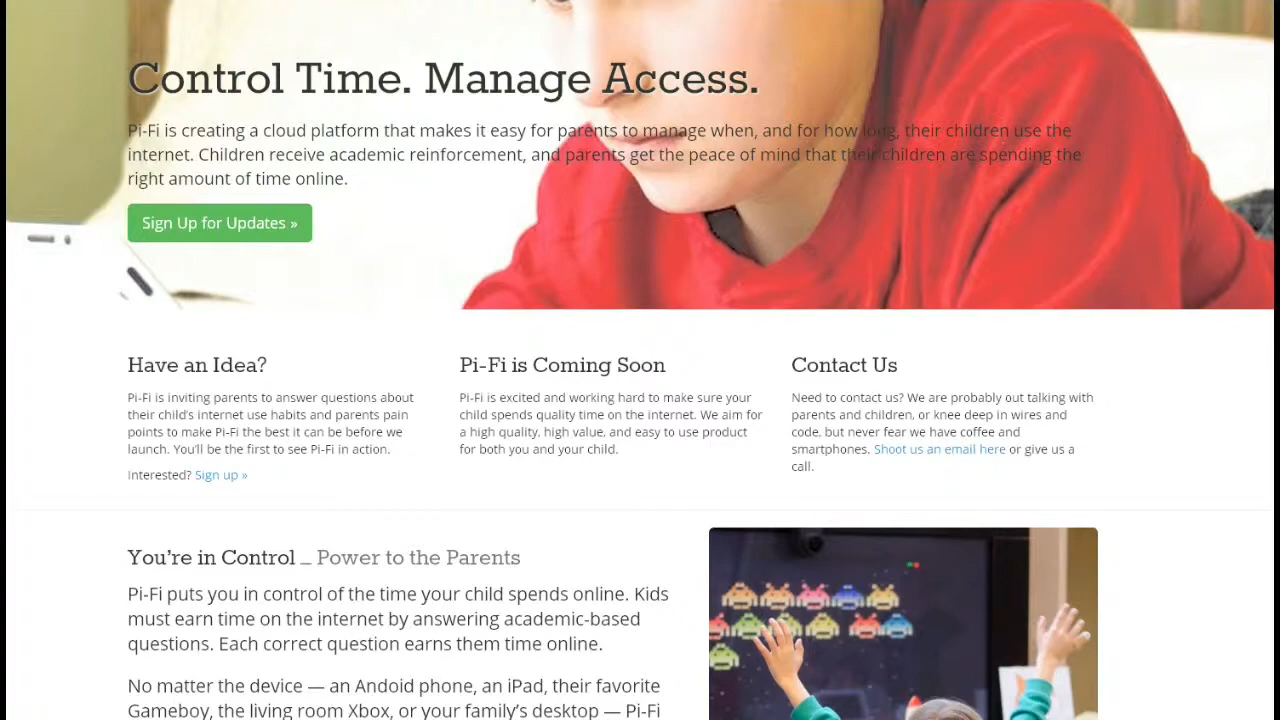 Control Time. Manage Access.
Pi-Fi is creating a cloud platform that makes it easy for parents to manage when, and for how long, their children use the
internet. Children receive academic reinforcement, and parents get the peace of mind that their children are spending the
right amount of time online.
Sign Up for Updates »
Have an Idea?
Pi-Fi is inviting parents to answer questions about
their child's internet use habits and parents pain
points to make Pi-Fi the best it can be before we
launch. You'll be the first to see Pi-Fi in action.
Interested? Sign up »
Pi-Fi is Coming Soon
Pi-Fi is excited and working hard to make sure your
child spends quality time on the internet. We aim for
a high quality, high value, and easy to use product
for both you and your child.
Contact Us
Need to contact us? We are probably out talking with
parents and children, or knee deep in wires and
code, but never fear we have coffee and
smartphones. Shoot us an email here or give us a
call.
You're in Control _ Power to the Parents
Pi-Fi puts you in control of the time your child spends online. Kids
must earn time on the internet by answering academic-based
questions. Each correct question earns them time online.
No matter the device — an Andoid phone, an iPad, their favorite
Gameboy, the living room Xbox, or your family's desktop — Pi-Fi